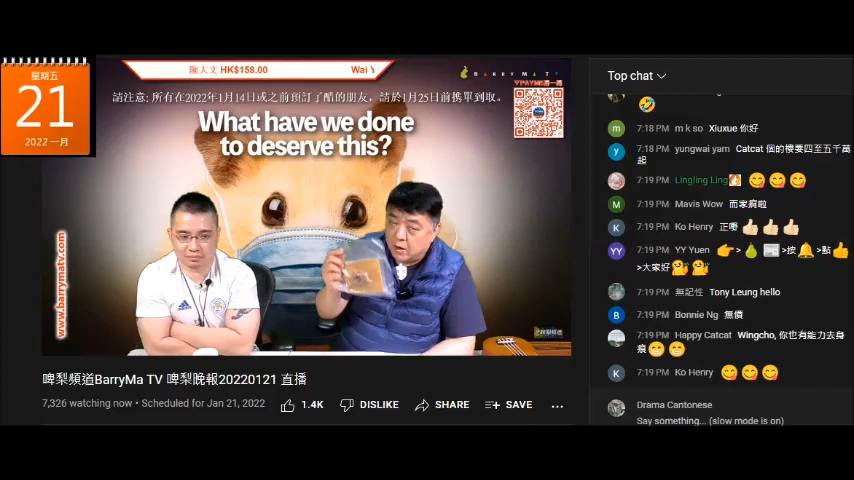 星期五
21
2022 一月
陳大文 HK$158.00
Wai Y
BARRYMA TV
請注意: 所有在2022年1月14日或之前預訂了醋的朋友, 請於1月25日前携單到取。
What have we done
to deserve this?
www.barrymatv.com
啤梨頻道BarryMa TV 啤梨晚報20220121 直播
7,326 watching now • Scheduled for Jan 21, 2022
1.4K
DISLIKE
SHARE
SAVE
Top chat
7:18 PM m k so Xiuxue 你好
7:19 PM yungwai yam Catcat 個的樓要四至五千萬
起
7:19 PM Lingling Ling 😋😋😋
7:19 PM Mavis Wow 而家癲啦
7:19 PM Ko Henry 正嘢 👍🏻👍🏻👍🏻
7:19 PM YY Yuen 👉>🍐📰>按🔔>點👍
>大家好
7:19 PM 無記性 Tony Leung hello
7:19 PM Bonnie Ng 無債
7:19 PM Happy Catcat Wingcho, 你也有能力去身
痕😁😁
7:19 PM Ko Henry 😋😋😋
Drama Cantonese
Say something... (slow mode is on)